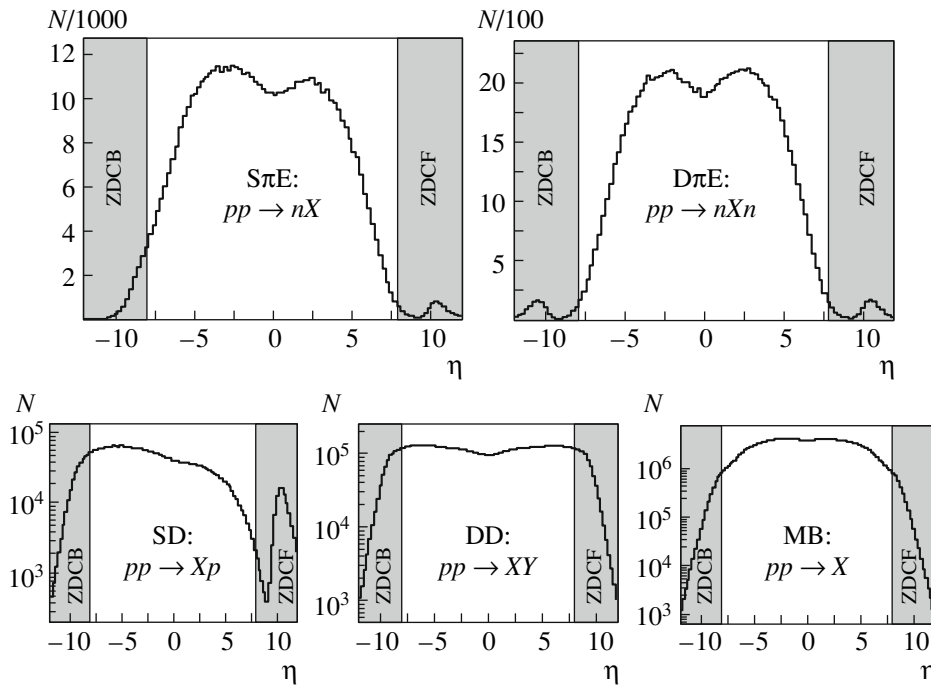 N/1000
12
10
8
6
4
2
ZDCB
SπE:
pp → nX
ZDCF
−10 −5 0 5 10
η
N/100
20
15
10
5
ZDCB
DπE:
pp → nXn
ZDCF
−10 −5 0 5 10
η
N
10^5
10^4
10^3
ZDCB
SD:
pp → Xp
ZDCF
−10 −5 0 5 10
η
N
10^5
10^4
10^3
ZDCB
DD:
pp → XY
ZDCF
−10 −5 0 5 10
η
N
10^6
10^5
10^4
10^3
ZDCB
MB:
pp → X
ZDCF
−10 −5 0 5 10
η